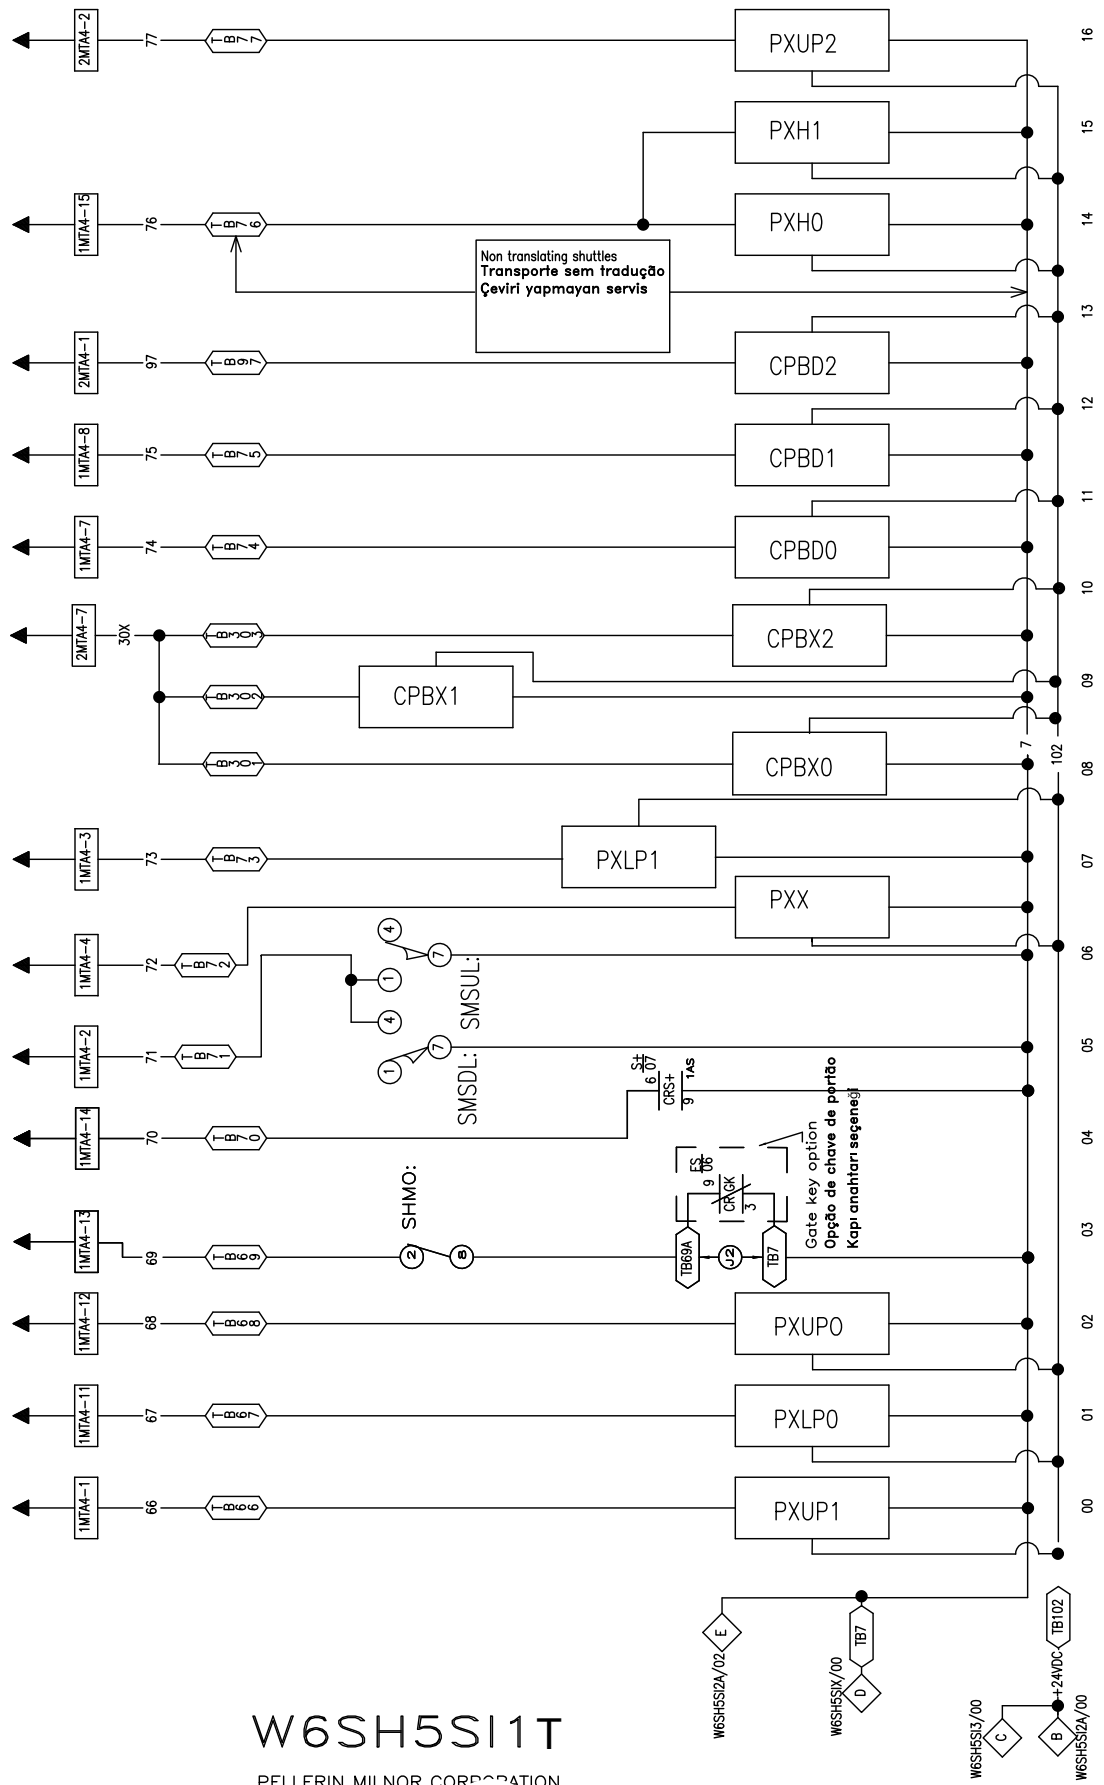 2MTA4-2
77
TB77
PXUP2
16
PXH1
15
1MTA4-15
76
TB76
PXH0
14
Non translating shuttles
Transporte sem tradução
Çeviri yapmayan servis
13
2MTA4-1
97
TB97
CPBD2
12
1MTA4-8
75
TB75
CPBD1
11
1MTA4-7
74
TB74
CPBD0
10
2MTA4-7
30X
TB303
CPBX2
TB302
CPBX1
09
TB301
CPBX0
7
102
08
1MTA4-3
73
TB73
PXLP1
07
PXX
1MTA4-4
72
TB72
4
7
1
SMSUL:
06
1MTA4-2
71
TB71
4
1
7
SMSDL:
05
1MTA4-14
70
TB70
S+
6 07
CRS+
9 1AS
04
1MTA4-13
69
TB69
SHMO:
2
8
ES
9 06
CRGK
3
TB69A
J2
TB7
Gate key option
Opção de chave de portão
Kapı anahtarı seçeneği
03
1MTA4-12
68
TB68
PXUPO
02
1MTA4-11
67
TB67
PXLP0
01
1MTA4-1
66
TB66
PXUP1
00
W6SH5SI2A/02
E
W6SH5SIX/00
D
TB7
W6SH5SI3/00
C
+24VDC
TB102
B
W6SH5SI2A/00
W6SH5SI1T
PELLERIN MILNOR CORPORATION